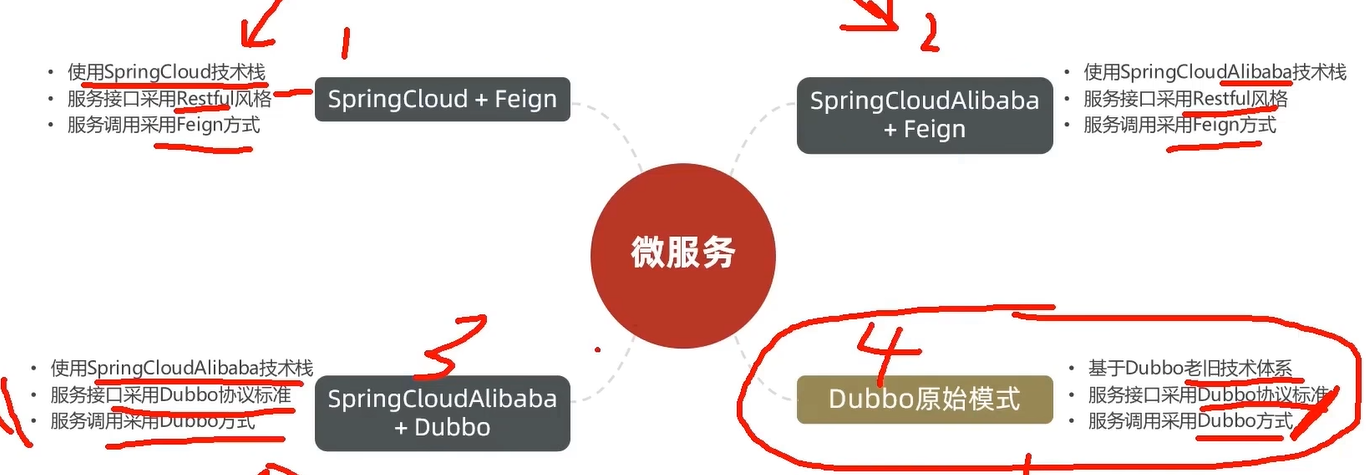 1
使用SpringCloud技术栈
服务接口采用Restful风格
服务调用采用Feign方式
SpringCloud + Feign
2
SpringCloudAlibaba
+ Feign
使用SpringCloudAlibaba技术栈
服务接口采用Restful风格
服务调用采用Feign方式
微服务
3
使用SpringCloudAlibaba技术栈
服务接口采用Dubbo协议标准
服务调用采用Dubbo方式
SpringCloudAlibaba
+ Dubbo
4
Dubbo原始模式
基于Dubbo老旧技术体系
服务接口采用Dubbo协议标准
服务调用采用Dubbo方式